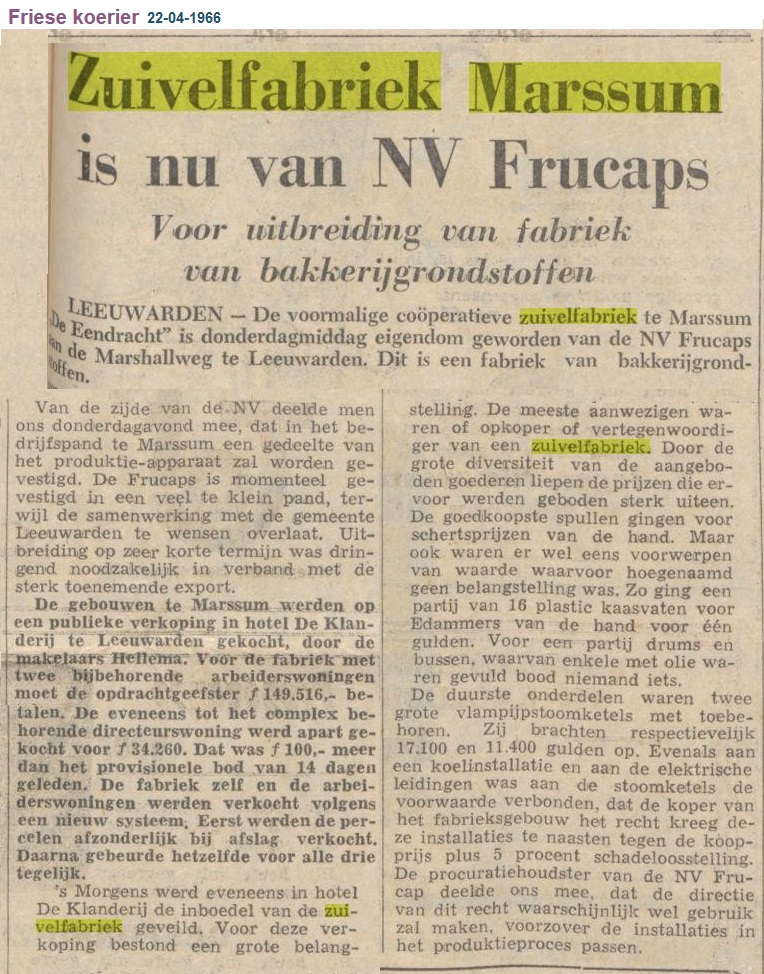 Friese koerier 22-04-1966
Zuivelfabriek Marssum
is nu van NV Frucaps
Voor uitbreiding van fabriek
van bakkerijgrondstoffen
LEEUWARDEN — De voormalige coöperatieve zuivelfabriek te Marssum
„De Eendracht” is donderdagmiddag eigendom geworden van de NV Frucaps
aan de Marshallweg te Leeuwarden. Dit is een fabriek van bakkerijgrond-
stoffen.
Van de zijde van de NV deelde men
ons donderdagavond mee, dat in het be-
drijfspand te Marssum een gedeelte van
het produktie-apparaat zal worden ge-
vestigd. De Frucaps is momenteel ge-
vestigd in een veel te klein pand, ter-
wijl de samenwerking met de gemeente
Leeuwarden te wensen overlaat. Uit-
breiding op zeer korte termijn was drin-
gend noodzakelijk in verband met de
sterk toenemende export.
De gebouwen te Marssum werden op
een publieke verkoping in hotel De Klan-
derij te Leeuwarden gekocht, door de
makelaars Hellema. Voor de fabriek met
twee bijbehorende arbeiderswoningen
moet de opdrachtgeefster ƒ 149.516,- be-
talen. De eveneens tot het complex be-
horende directeurswoning werd apart ge-
kocht voor ƒ 34.260. Dat was ƒ 100,- meer
dan het provisionele bod van 14 dagen
geleden. De fabriek zelf en de arbei-
derswoningen werden verkocht volgens
een nieuw systeem. Eerst werden de per-
celen afzonderlijk bij afslag verkocht.
Daarna gebeurde hetzelfde voor alle drie
tegelijk.
's Morgens werd eveneens in hotel
De Klanderij de inboedel van de zui-
velfabriek geveild. Voor deze ver-
koping bestond een grote belang-
stelling. De meeste aanwezigen wa-
ren of opkoper of vertegenwoordi-
ger van een zuivelfabriek. Door de
grote diversiteit van de aangebo-
den goederen liepen de prijzen die er-
voor werden geboden sterk uiteen.
De goedkoopste spullen gingen voor
schertsprijzen van de hand. Maar
ook waren er wel eens voorwerpen
van waarde waarvoor hoegenaamd
geen belangstelling was. Zo ging een
partij van 16 plastic kaasvaten voor
Edammers van de hand voor één
gulden. Voor een partij drums en
bussen, waarvan enkele met olie wa-
ren gevuld bood niemand iets.
De duurste onderdelen waren twee
grote vlampijpstoomketels met toebe-
horen. Zij brachten respectievelijk
17.100 en 11.400 gulden op. Evenals aan
een koelinstallatie en aan de elektrische
leidingen was aan de stoomketels de
voorwaarde verbonden, dat de koper van
het fabrieksgebouw het recht kreeg de-
ze installaties te naasten tegen de koop-
prijs plus 5 procent schadeloosstelling.
De procuratiehoudster van de NV Fru-
cap deelde ons mee, dat de directie
van dit recht waarschijnlijk wel gebruik
zal maken, voorzover de installaties in
het produktieproces passen.